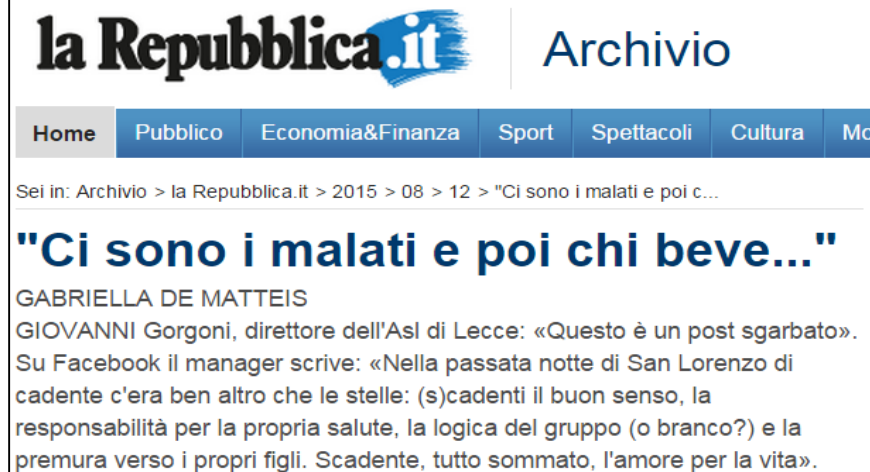 la Repubblica.it Archivio
Home Pubblico Economia&Finanza Sport Spettacoli Cultura Mo
Sei in: Archivio > la Repubblica.it > 2015 > 08 > 12 > "Ci sono i malati e poi c...
"Ci sono i malati e poi chi beve..."
GABRIELLA DE MATTEIS
GIOVANNI Gorgoni, direttore dell'Asl di Lecce: «Questo è un post sgarbato».
Su Facebook il manager scrive: «Nella passata notte di San Lorenzo di
cadente c'era ben altro che le stelle: (s)cadenti il buon senso, la
responsabilità per la propria salute, la logica del gruppo (o branco?) e la
premura verso i propri figli. Scadente, tutto sommato, l'amore per la vita».